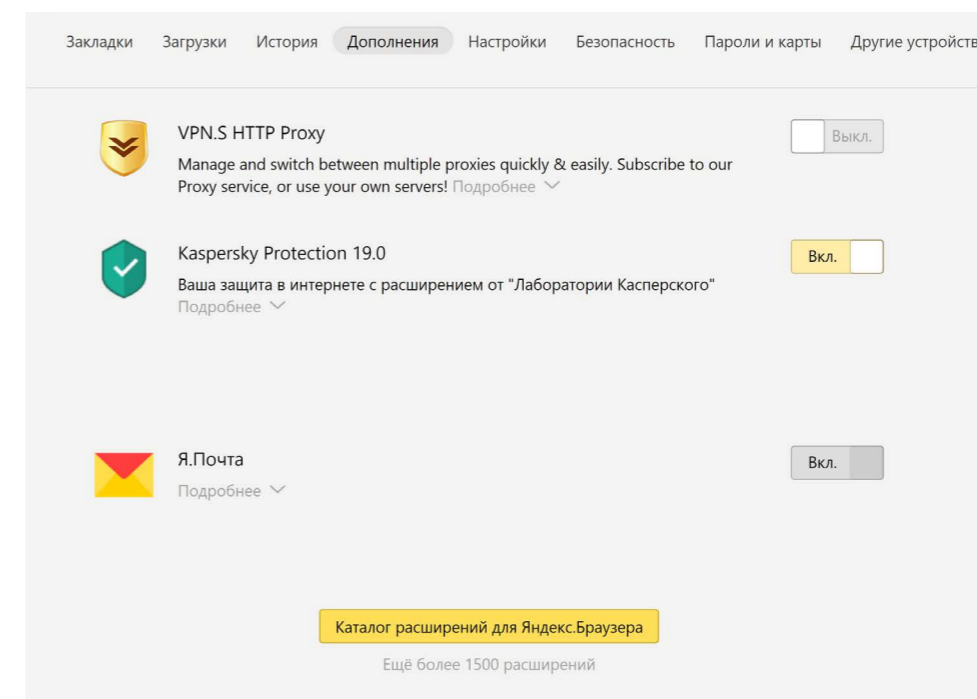 Закладки Загрузки История Дополнения Настройки Безопасность Пароли и карты Другие устройств
VPN.S HTTP Proxy
Выкл.
Manage and switch between multiple proxies quickly & easily. Subscribe to our
Proxy service, or use your own servers! Подробнее
Kaspersky Protection 19.0
Вкл.
Ваша защита в интернете с расширением от "Лаборатории Касперского"
Подробнее
Я.Почта
Вкл.
Подробнее
Каталог расширений для Яндекс.Браузера
Ещё более 1500 расширений